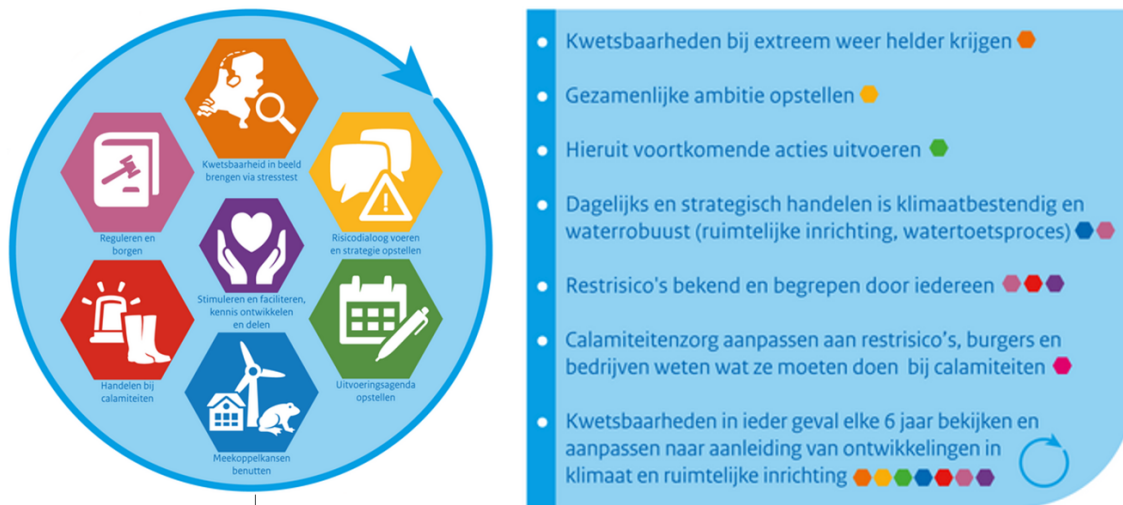 Kwetsbaarheid in beeld
brengen via stresstest
Risicodialoog voeren
en strategie opstellen
Uitvoeringsagenda
opstellen
Meekoppelkansen
benutten
Handelen bij
calamiteiten
Reguleren en
borgen
Stimuleren en faciliteren,
kennis ontwikkelen
en delen
• Kwetsbaarheden bij extreem weer helder krijgen
• Gezamenlijke ambitie opstellen
• Hieruit voortkomende acties uitvoeren
• Dagelijks en strategisch handelen is klimaatbestendig en
waterrobuust (ruimtelijke inrichting, watertoetsproces)
• Restrisico's bekend en begrepen door iedereen
• Calamiteitenzorg aanpassen aan restrisico's, burgers en
bedrijven weten wat ze moeten doen bij calamiteiten
• Kwetsbaarheden in ieder geval elke 6 jaar bekijken en
aanpassen naar aanleiding van ontwikkelingen in
klimaat en ruimtelijke inrichting